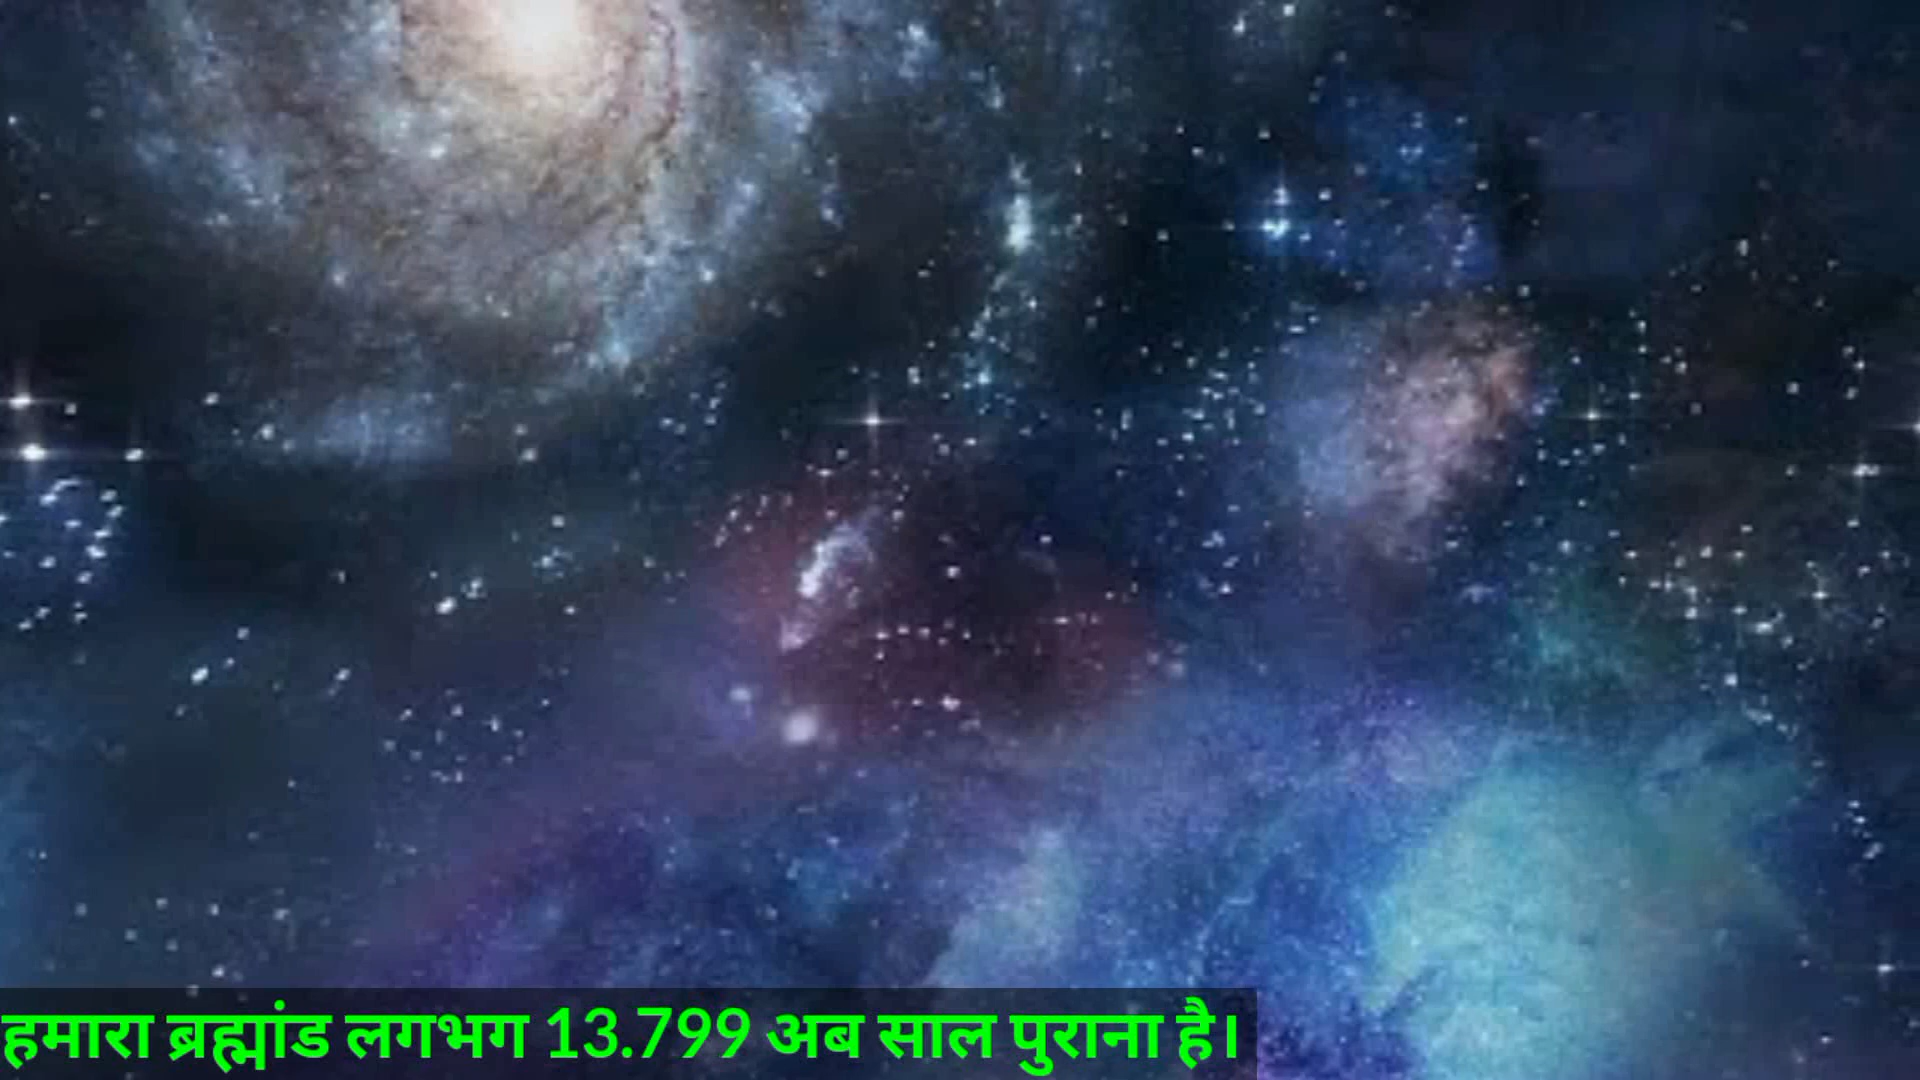 हमारा ब्रह्मांड लगभग 13.799 अब साल पुराना है।